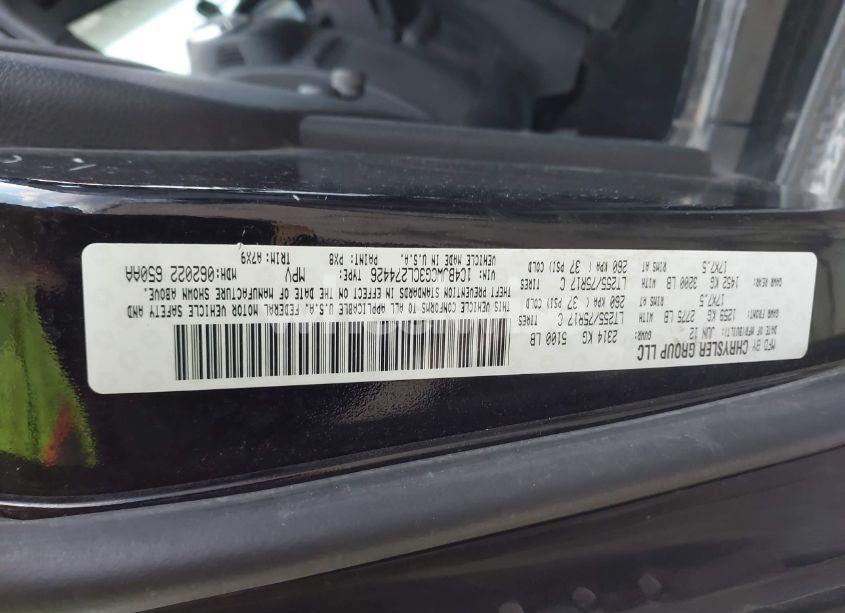 MFD BY CHRYSLER GROUP LLC
DATE OF MFR(BUILT): JUN 12 GVWR: 2314 KG 5100 LB
GAWR FRONT: 1259 KG 2775 LB WITH LT255/75R17 C TIRES
17X7.5 RIMS AT 260 KPA ( 37 PSI) COLD
GAWR REAR: 1452 KG 3200 LB WITH LT255/75R17 C TIRES
17X7.5 RIMS AT 260 KPA ( 37 PSI) COLD
THIS VEHICLE CONFORMS TO ALL APPLICABLE U.S.A. FEDERAL MOTOR VEHICLE SAFETY AND
THEFT PREVENTION STANDARDS IN EFFECT ON THE DATE OF MANUFACTURE SHOWN ABOVE.
VIN: 1C4BJWCG3CL274426 TYPE: MPV MDH: 062022 650AA
VEHICLE MADE IN U.S.A. PAINT: PX8 TRIM: A7X9